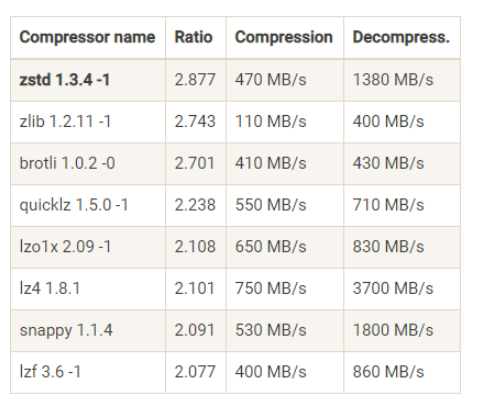 Compressor name Ratio Compression Decompress.
zstd 1.3.4 -1 2.877 470 MB/s 1380 MB/s
zlib 1.2.11 -1 2.743 110 MB/s 400 MB/s
brotli 1.0.2 -0 2.701 410 MB/s 430 MB/s
quicklz 1.5.0 -1 2.238 550 MB/s 710 MB/s
lzo1x 2.09 -1 2.108 650 MB/s 830 MB/s
lz4 1.8.1 2.101 750 MB/s 3700 MB/s
snappy 1.1.4 2.091 530 MB/s 1800 MB/s
lzf 3.6 -1 2.077 400 MB/s 860 MB/s